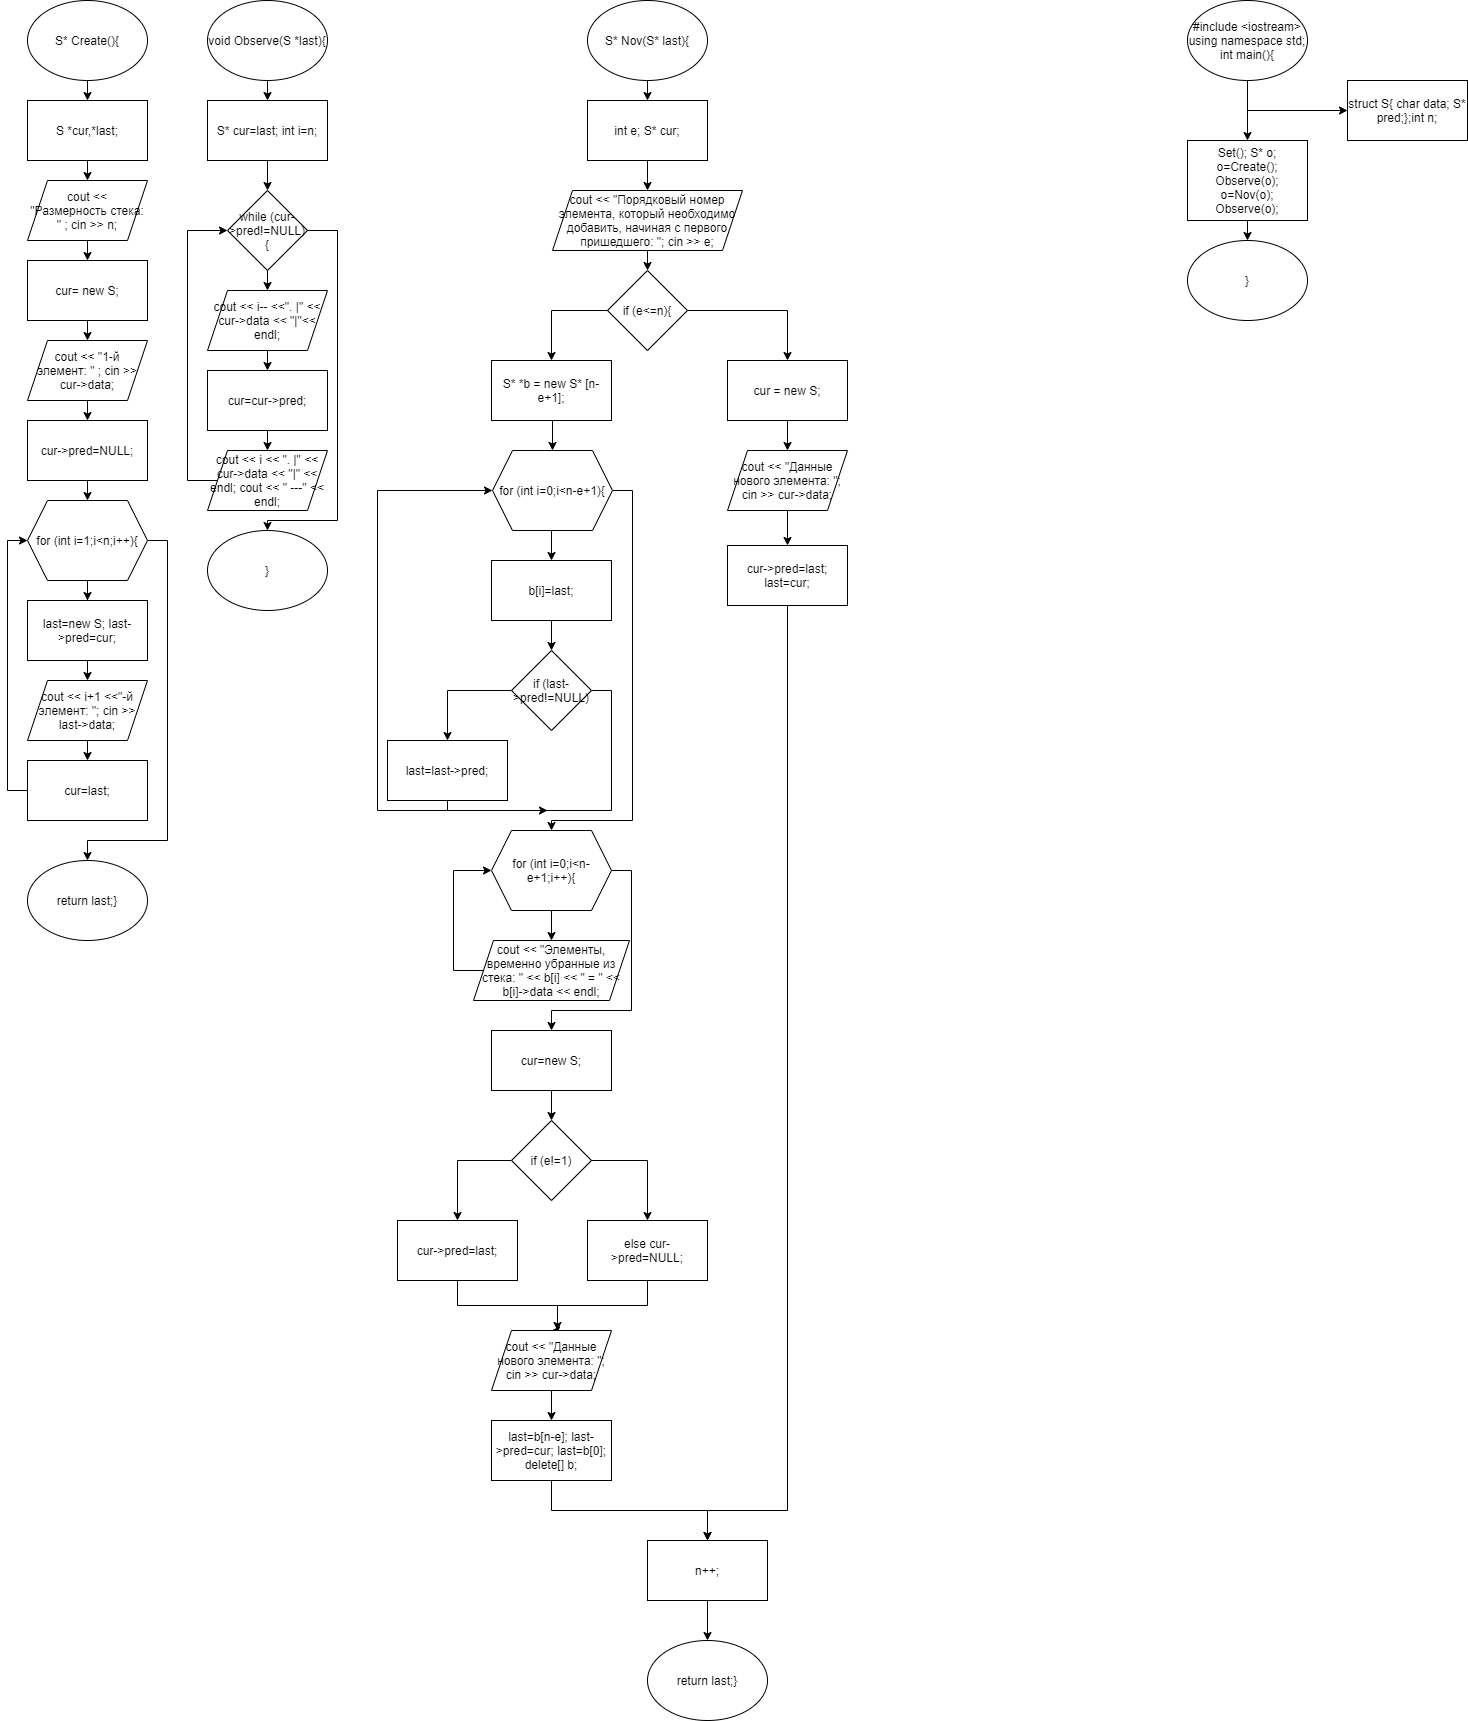 S* Create(){
S *cur,*last;
cout <<
"Размерность стека:
" ; cin >> n;
cur= new S;
cout << "1-й
элемент: " ; cin >>
cur->data;
cur->pred=NULL;
for (int i=1;i<n;i++){
last=new S; last-
>pred=cur;
cout << i+1 <<"-й
элемент: "; cin >>
last->data;
cur=last;
return last;}
void Observe(S *last){
S* cur=last; int i=n;
while (cur-
>pred!=NULL)
{
cout << i-- <<". |" <<
cur->data << "|"<<
endl;
cur=cur->pred;
cout << i << ". |" <<
cur->data << "|" <<
endl; cout << " ---" <<
endl;
}
S* Nov(S* last){
int e; S* cur;
cout << "Порядковый номер
элемента, который необходимо
добавить, начиная с первого
пришедшего: "; cin >> e;
if (e<=n){
S* *b = new S* [n-
e+1];
for (int i=0;i<n-e+1){
b[i]=last;
if (last-
>pred!=NULL)
last=last->pred;
for (int i=0;i<n-
e+1;i++){
cout << "Элементы,
временно убранные из
стека: " << b[i] << " = " <<
b[i]->data << endl;
cur=new S;
if (e!=1)
cur->pred=last;
else cur-
>pred=NULL;
cout << "Данные
нового элемента: ";
cin >> cur->data;
last=b[n-e]; last-
>pred=cur; last=b[0];
delete[] b;
cur = new S;
cout << "Данные
нового элемента: ";
cin >> cur->data;
cur->pred=last;
last=cur;
n++;
return last;}
#include <iostream>
using namespace std;
int main(){
struct S{ char data; S*
pred;};int n;
Set(); S* o;
o=Create();
Observe(o);
o=Nov(o);
Observe(o);
}